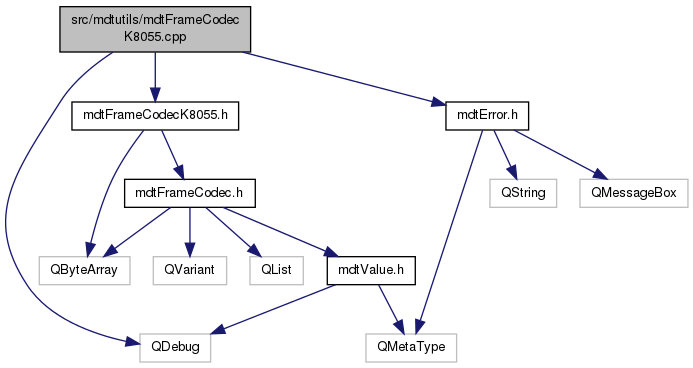 src/mdtutils/mdtFrameCodec
K8055.cpp
mdtFrameCodecK8055.h
mdtError.h
mdtFrameCodec.h
QString
QMessageBox
QByteArray
QVariant
QList
mdtValue.h
QDebug
QMetaType